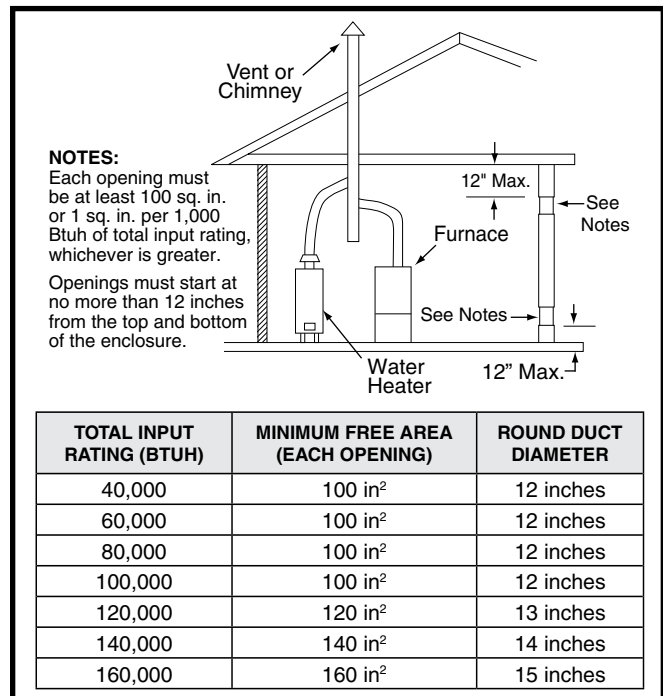 Vent or
Chimney
NOTES:
Each opening must
be at least 100 sq. in.
or 1 sq. in. per 1,000
Btuh of total input rating,
whichever is greater.
Openings must start at
no more than 12 inches
from the top and bottom
of the enclosure.
12" Max.
See
Notes
Furnace
See Notes
Water
Heater
12” Max.
TOTAL INPUT RATING (BTUH) MINIMUM FREE AREA (EACH OPENING) ROUND DUCT DIAMETER
40,000 100 in² 12 inches
60,000 100 in² 12 inches
80,000 100 in² 12 inches
100,000 100 in² 12 inches
120,000 120 in² 13 inches
140,000 140 in² 14 inches
160,000 160 in² 15 inches